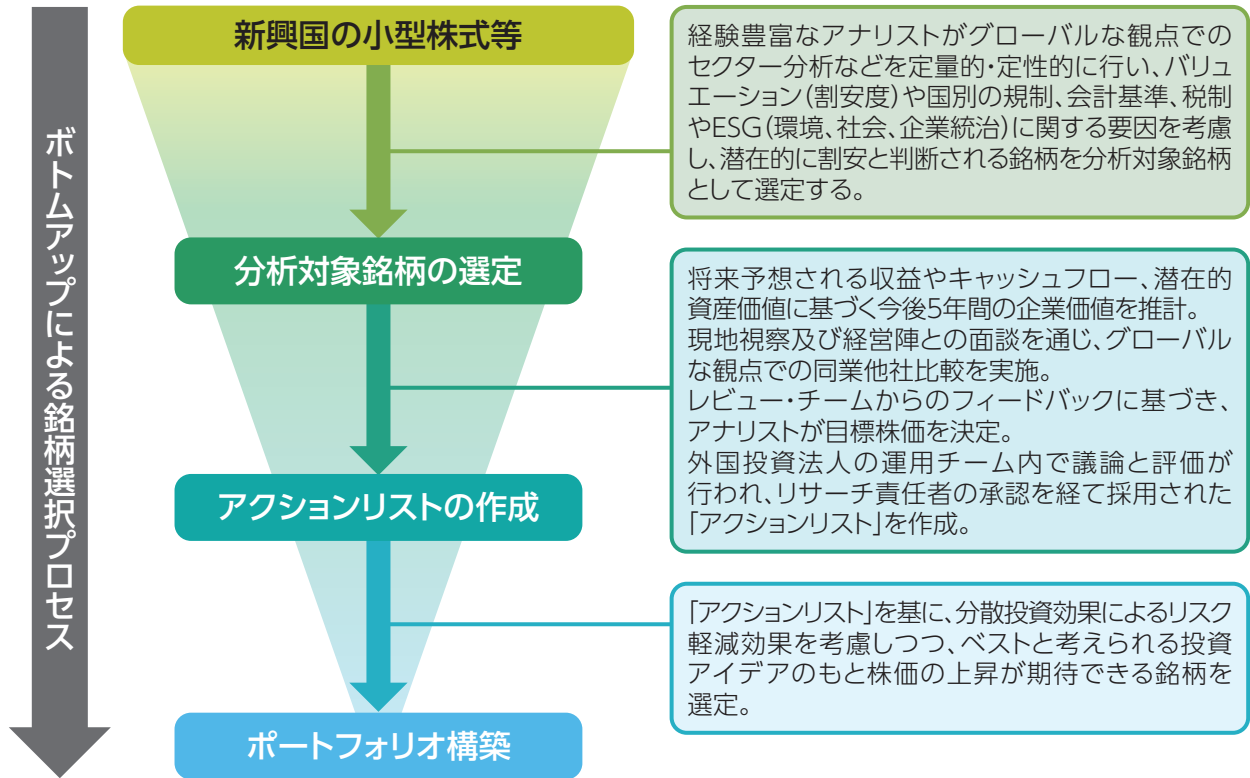 ボトムアップによる銘柄選択プロセス
新興国の小型株式等
経験豊富なアナリストがグローバルな観点での
セクター分析などを定量的・定性的に行い、バリュ
エーション(割安度)や国別の規制、会計基準、税制
やESG(環境、社会、企業統治)に関する要因を考慮
し、潜在的に割安と判断される銘柄を分析対象銘柄
として選定する。
分析対象銘柄の選定
将来予想される収益やキャッシュフロー、潜在的
資産価値に基づく今後5年間の企業価値を推計。
現地視察及び経営陣との面談を通じ、グローバル
な観点での同業他社比較を実施。
レビュー・チームからのフィードバックに基づき、
アナリストが目標株価を決定。
外国投資法人の運用チーム内で議論と評価が
行われ、リサーチ責任者の承認を経て採用された
「アクションリスト」を作成。
アクションリストの作成
「アクションリスト」を基に、分散投資効果によるリスク
軽減効果を考慮しつつ、ベストと考えられる投資
アイデアのもと株価の上昇が期待できる銘柄を
選定。
ポートフォリオ構築